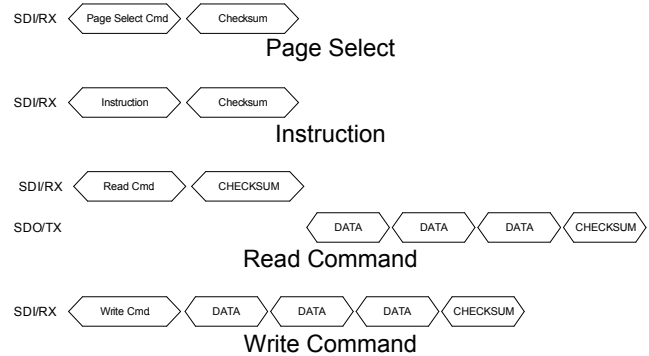 SDI/RX Page Select Cmd Checksum
Page Select
SDI/RX Instruction Checksum
Instruction
SDI/RX Read Cmd CHECKSUM
SDO/TX DATA DATA DATA CHECKSUM
Read Command
SDI/RX Write Cmd DATA DATA DATA CHECKSUM
Write Command